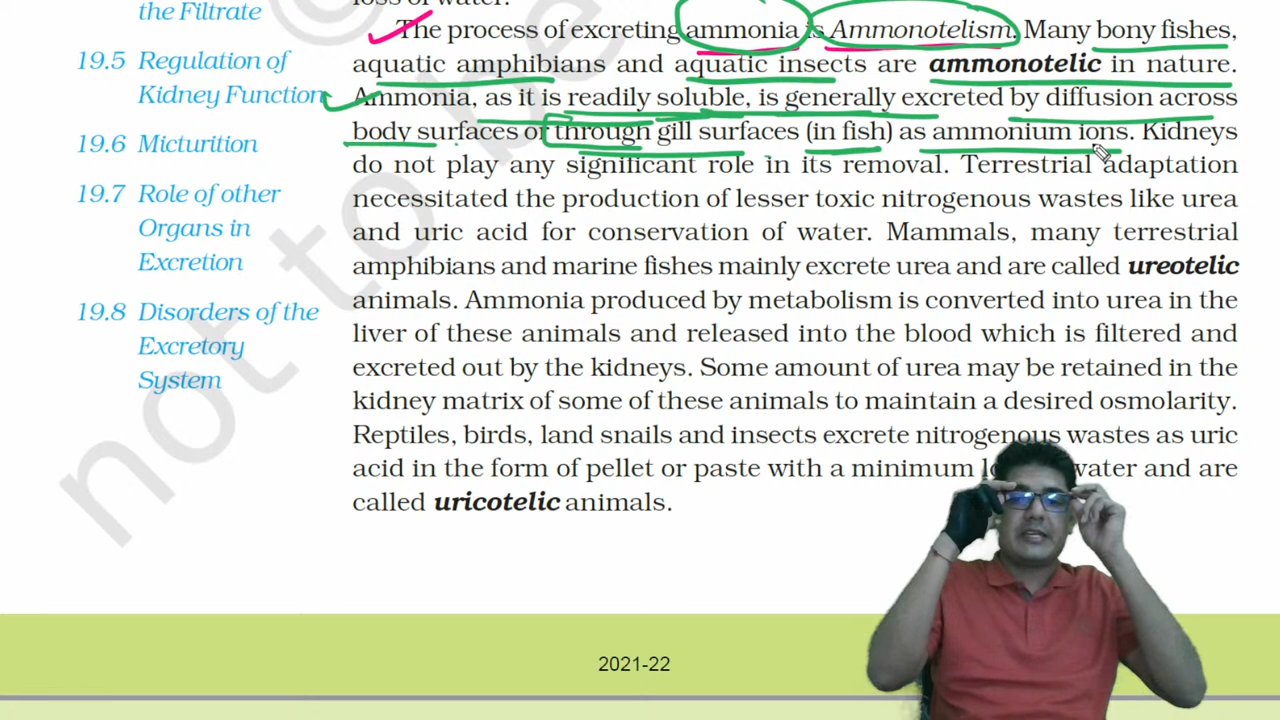 the Filtrate
19.5 Regulation of
Kidney Function
19.6 Micturition
19.7 Role of other
Organs in
Excretion
19.8 Disorders of the
Excretory
System
loss of water.
The process of excreting ammonia is Ammonotelism. Many bony fishes,
aquatic amphibians and aquatic insects are ammonotelic in nature.
Ammonia, as it is readily soluble, is generally excreted by diffusion across
body surfaces or through gill surfaces (in fish) as ammonium ions. Kidneys
do not play any significant role in its removal. Terrestrial adaptation
necessitated the production of lesser toxic nitrogenous wastes like urea
and uric acid for conservation of water. Mammals, many terrestrial
amphibians and marine fishes mainly excrete urea and are called ureotelic
animals. Ammonia produced by metabolism is converted into urea in the
liver of these animals and released into the blood which is filtered and
excreted out by the kidneys. Some amount of urea may be retained in the
kidney matrix of some of these animals to maintain a desired osmolarity.
Reptiles, birds, land snails and insects excrete nitrogenous wastes as uric
acid in the form of pellet or paste with a minimum water and are
called uricotelic animals.
not to be
©
2021-22